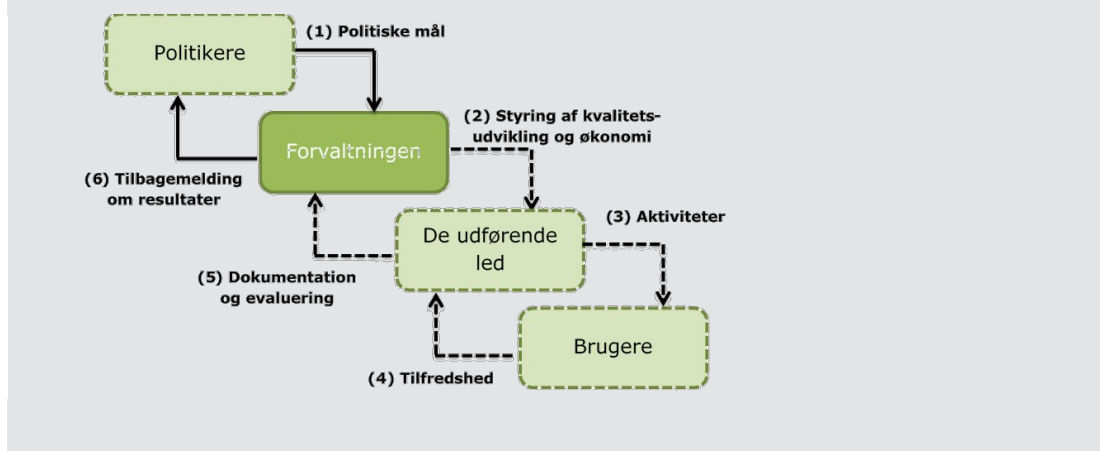 Politikere
(1) Politiske mål
Forvaltningen
(2) Styring af kvalitets-
udvikling og økonomi
(6) Tilbagemelding
om resultater
De udførende
led
(3) Aktiviteter
(5) Dokumentation
og evaluering
Brugere
(4) Tilfredshed